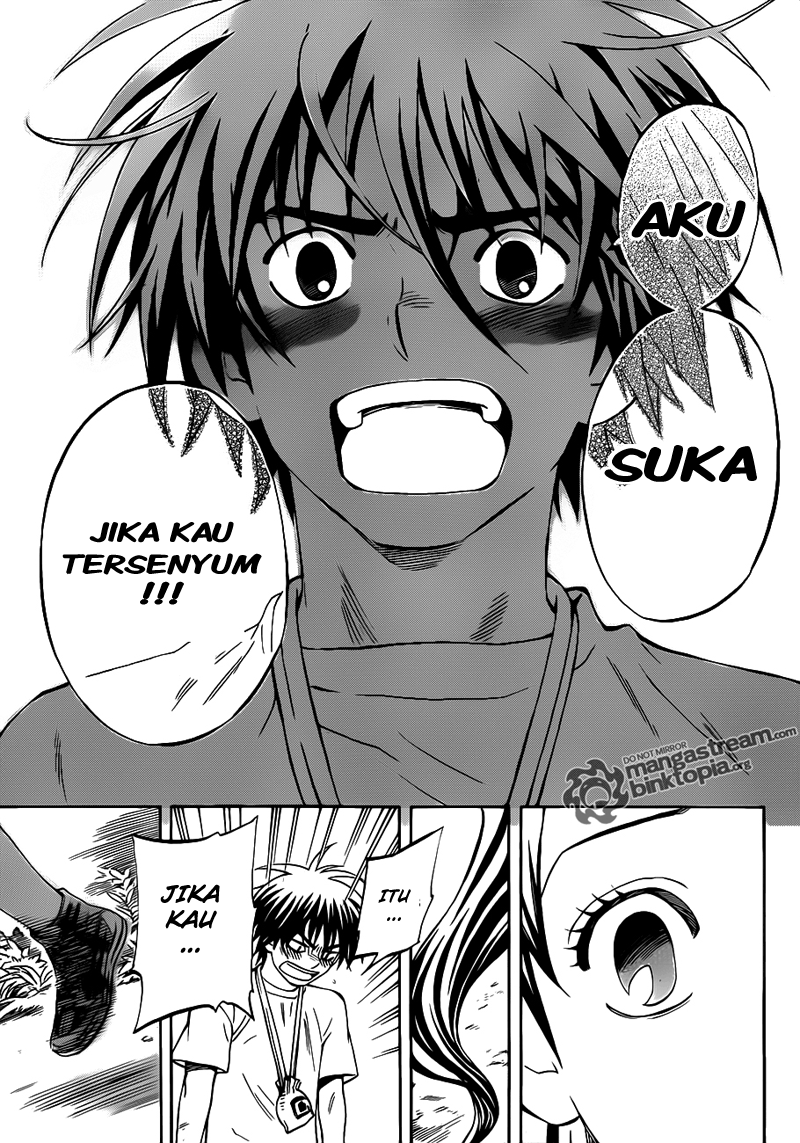 AKU
SUKA
JIKA KAU
TERSENYUM
!!!
DO NOT MIRROR
mangastream.com
binktopia.org
ITU
...
JIKA
KAU
...